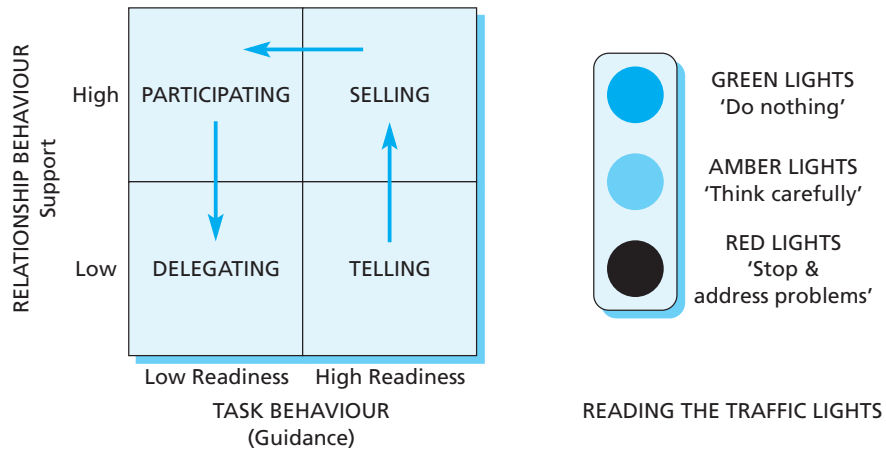 RELATIONSHIP BEHAVIOUR
Support
High
PARTICIPATING
SELLING
Low
DELEGATING
TELLING
Low Readiness
High Readiness
TASK BEHAVIOUR
(Guidance)
GREEN LIGHTS
‘Do nothing’
AMBER LIGHTS
‘Think carefully’
RED LIGHTS
‘Stop &
address problems’
READING THE TRAFFIC LIGHTS